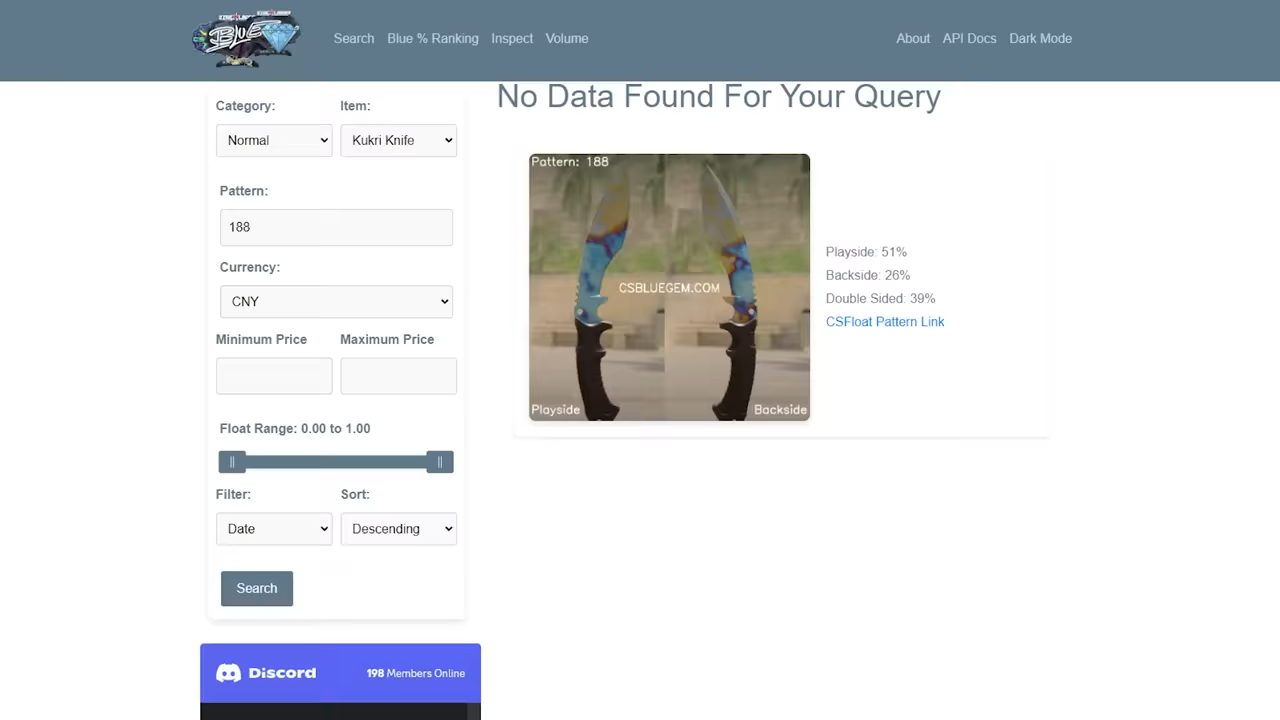 BLUE
Search Blue % Ranking Inspect Volume About API Docs Dark Mode
Category: Item:
Normal Kukri Knife
Pattern:
188
Currency:
CNY
Minimum Price Maximum Price
Float Range: 0.00 to 1.00
Filter: Sort:
Date Descending
Search
Discord 198 Members Online
No Data Found For Your Query
Pattern: 188
CSBLUEGEM.COM
Playside Backside
Playside: 51%
Backside: 26%
Double Sided: 39%
CSFloat Pattern Link